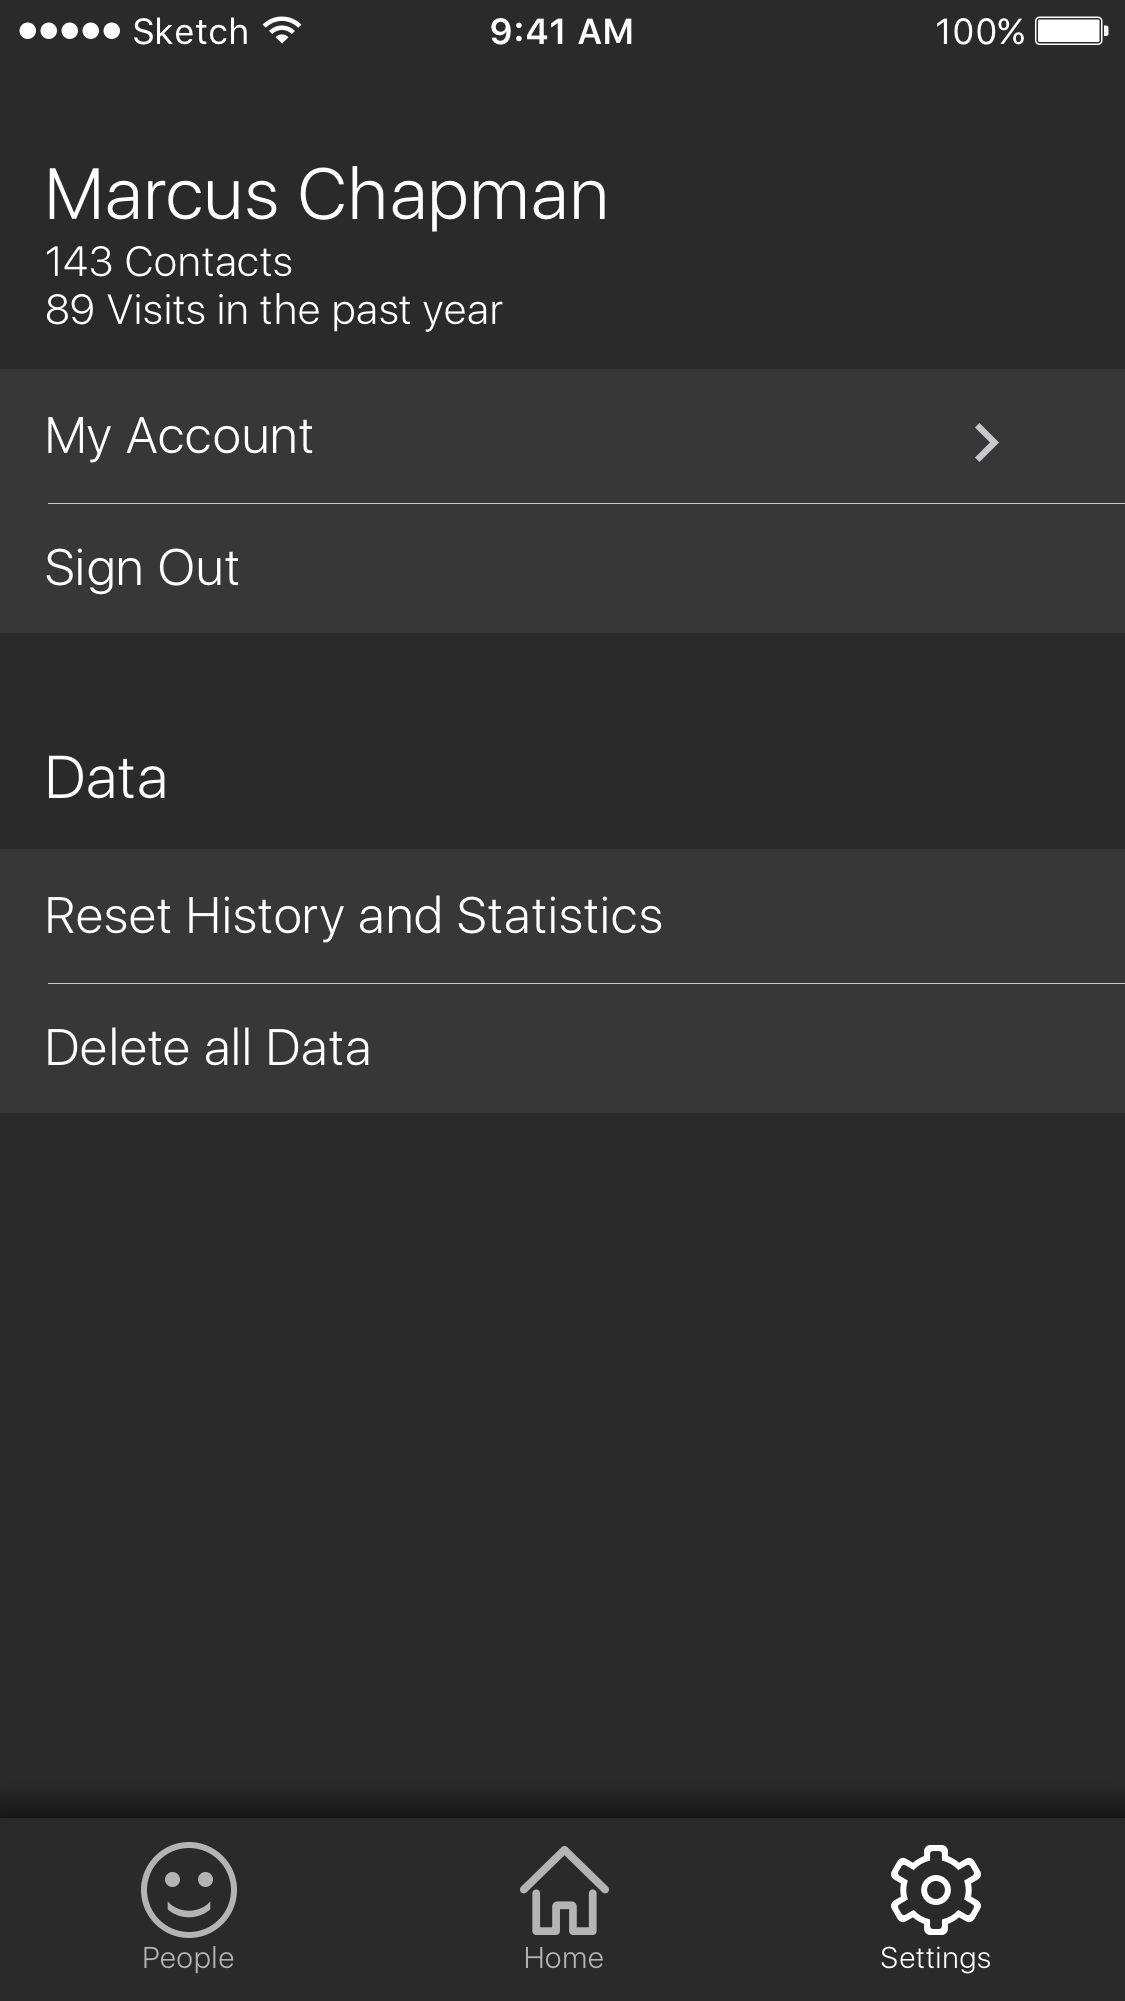 Sketch 9:41 AM 100%
Marcus Chapman
143 Contacts
89 Visits in the past year
My Account
Sign Out
Data
Reset History and Statistics
Delete all Data
People Home Settings